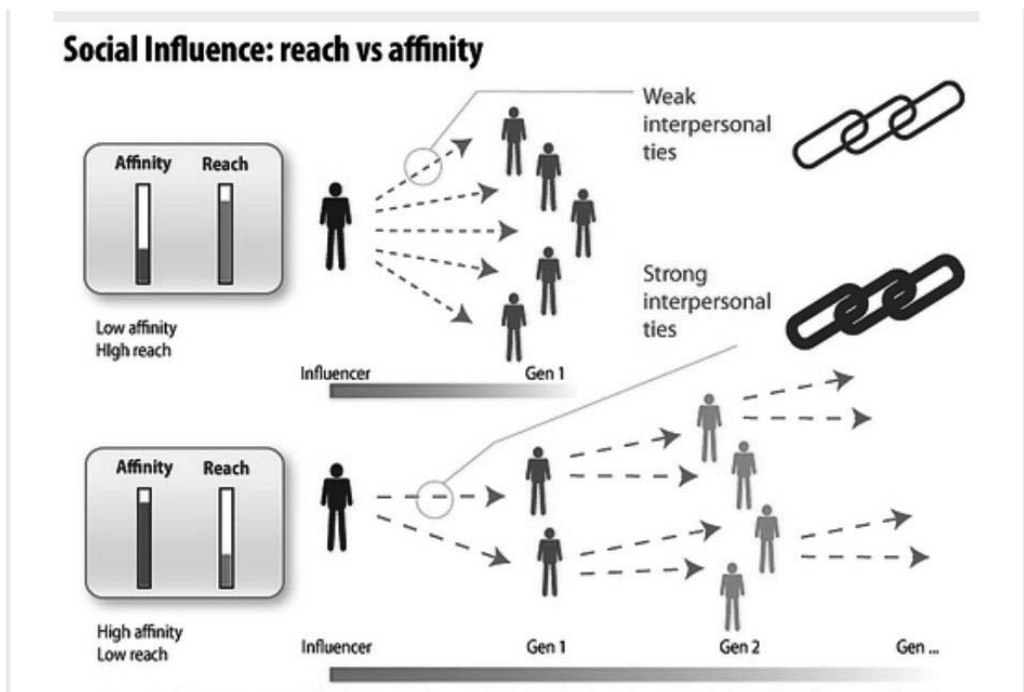 Social Influence: reach vs affinity
Affinity Reach
Low affinity
HIgh reach
Weak
interpersonal
ties
Influencer Gen 1
Strong
interpersonal
ties
Affinity Reach
High affinity
Low reach
Influencer Gen 1 Gen 2 Gen ...